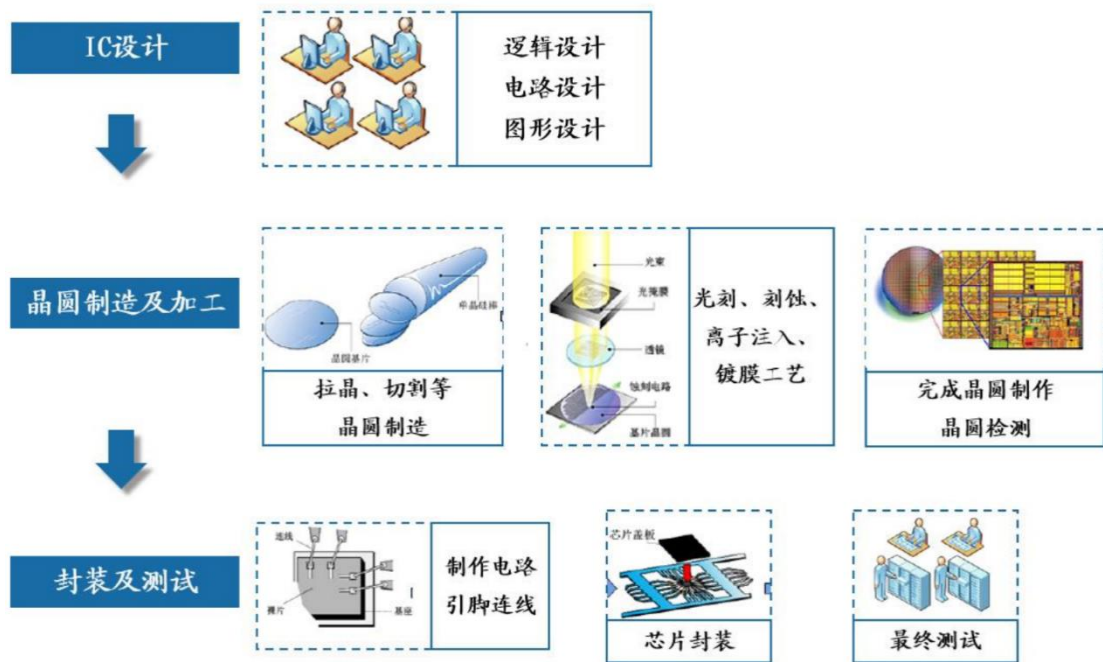 IC设计
逻辑设计
电路设计
图形设计
晶圆制造及加工
单晶硅棒
晶圆基片
拉晶、切割等
晶圆制造
光束
光掩膜
透镜
蚀刻电路
基片晶圆
光刻、刻蚀、
离子注入、
镀膜工艺
完成晶圆制作
晶圆检测
封装及测试
连线
裸片
基座
制作电路
引脚连线
芯片盖板
芯片封装
最终测试